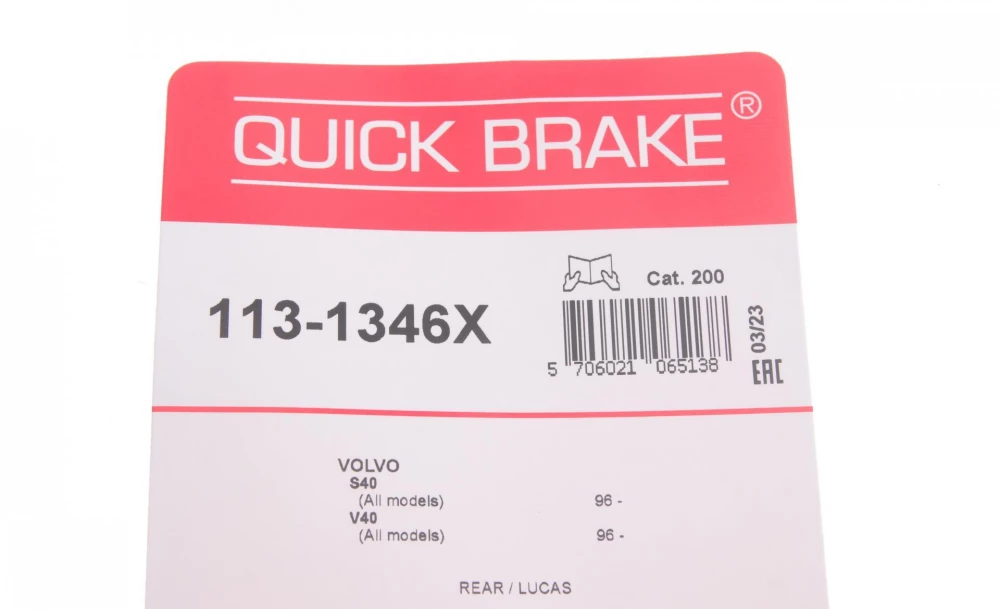 QUICK BRAKE®
Cat. 200
113-1346X
5 706021 065138
03/23
EAC
VOLVO
S40
(All models) 96 -
V40
(All models) 96 -
REAR / LUCAS